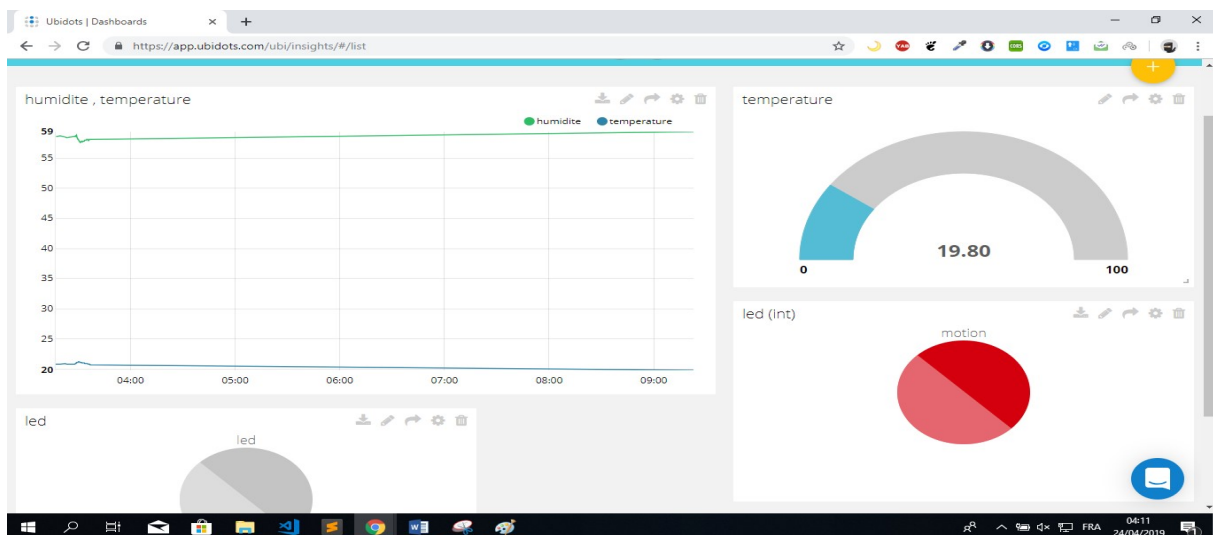 Ubidots | Dashboards
https://app.ubidots.com/ubi/insights/#/list
humidite , temperature
humidite temperature
59
55
50
45
40
35
30
25
20
04:00 05:00 06:00 07:00 08:00 09:00
temperature
19.80
0 100
led (int)
motion
led
led
FRA
04:11
24/04/2019